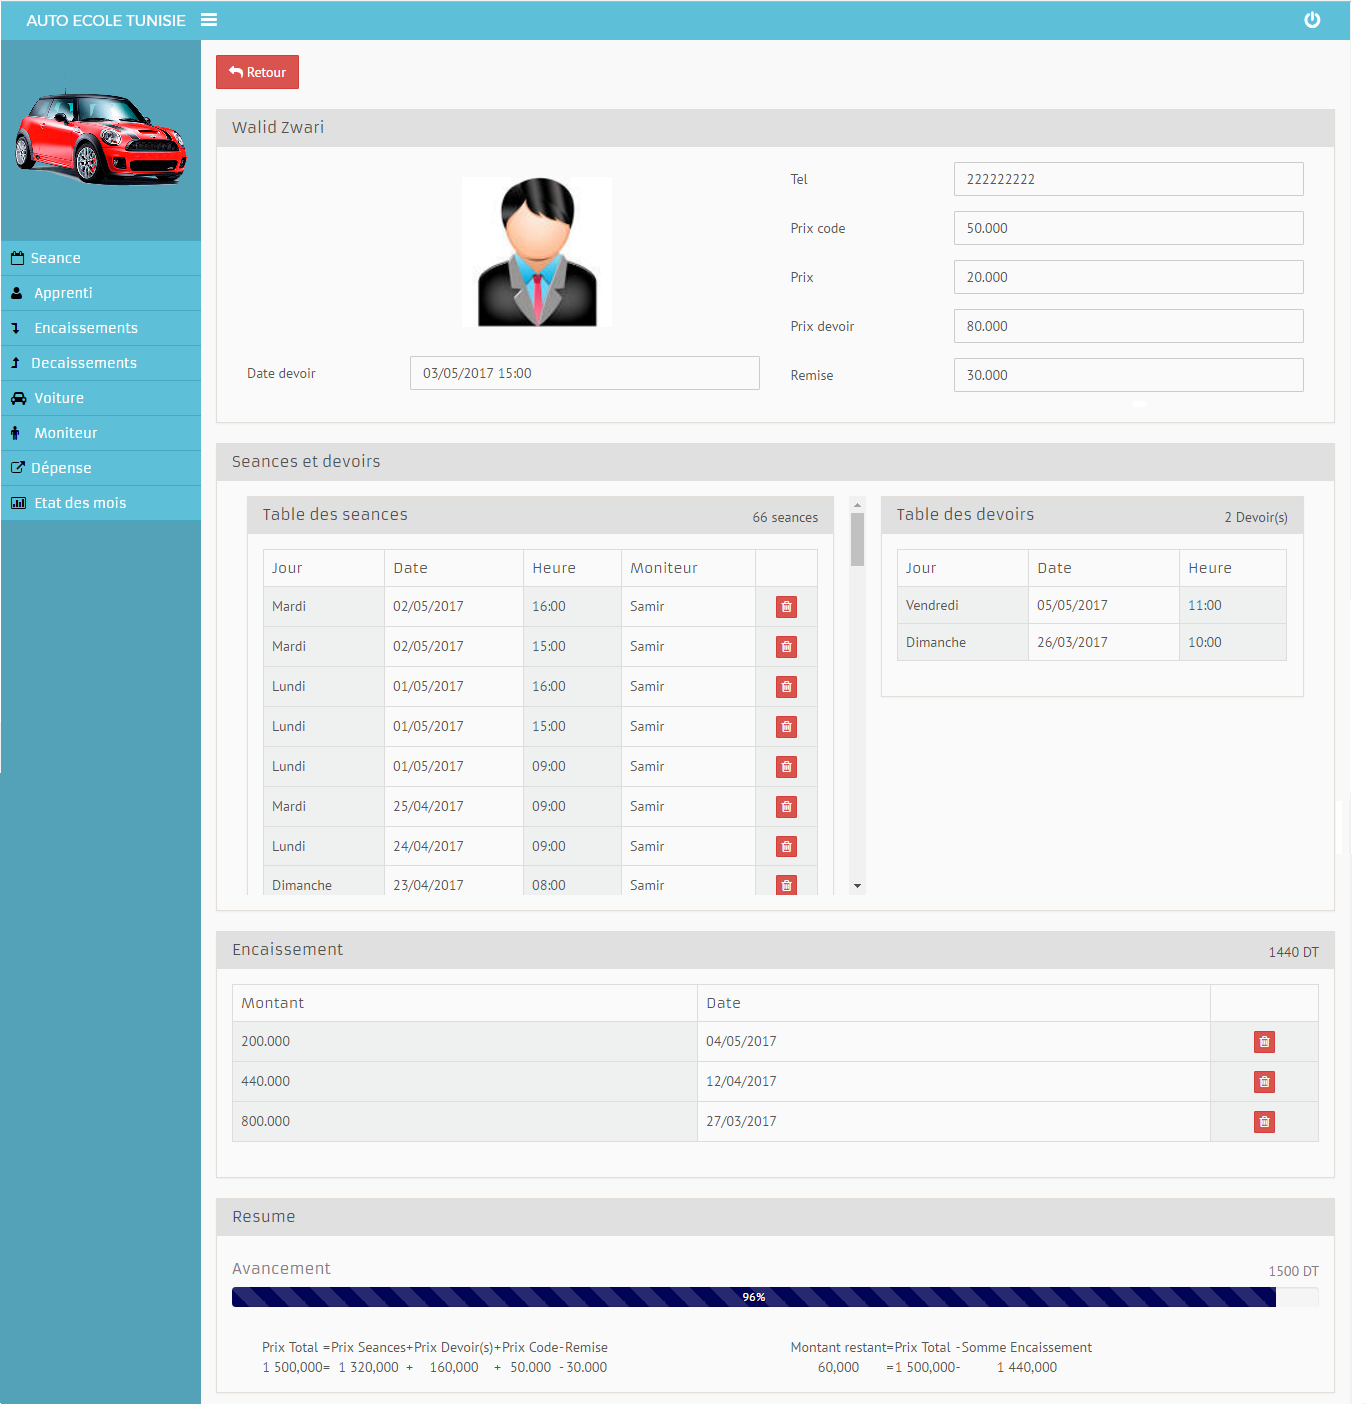 AUTO ECOLE TUNISIE
Retour
Seance
Apprenti
Encaissements
Decaissements
Voiture
Moniteur
Dépense
Etat des mois
Walid Zwari
Date devoir 03/05/2017 15:00
Tel 222222222
Prix code 50.000
Prix 20.000
Prix devoir 80.000
Remise 30.000
Seances et devoirs
Table des seances 66 seances
Jour Date Heure Moniteur
Mardi 02/05/2017 16:00 Samir
Mardi 02/05/2017 15:00 Samir
Lundi 01/05/2017 16:00 Samir
Lundi 01/05/2017 15:00 Samir
Lundi 01/05/2017 09:00 Samir
Mardi 25/04/2017 09:00 Samir
Lundi 24/04/2017 09:00 Samir
Dimanche 23/04/2017 08:00 Samir
Table des devoirs 2 Devoir(s)
Jour Date Heure
Vendredi 05/05/2017 11:00
Dimanche 26/03/2017 10:00
Encaissement 1440 DT
Montant Date
200.000 04/05/2017
440.000 12/04/2017
800.000 27/03/2017
Resume
Avancement 1500 DT
96%
Prix Total =Prix Seances+Prix Devoir(s)+Prix Code-Remise
1 500,000= 1 320,000 + 160,000 + 50.000 -30.000
Montant restant=Prix Total -Somme Encaissement
60,000 =1 500,000- 1 440,000